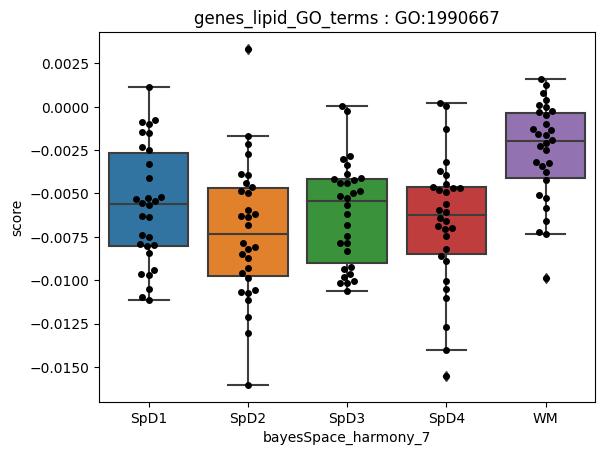 genes_lipid_GO_terms : GO:1990667
0.0025
0.0000
−0.0025
−0.0050
−0.0075
−0.0100
−0.0125
−0.0150
score
SpD1 SpD2 SpD3 SpD4 WM
bayesSpace_harmony_7